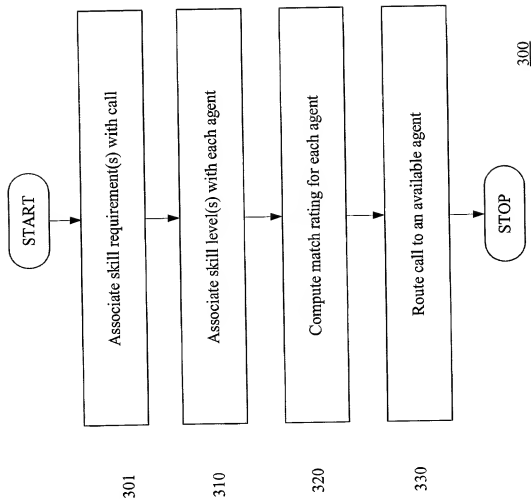 START
301
Associate skill requirement(s) with call
310
Associate skill level(s) with each agent
320
Compute match rating for each agent
330
Route call to an available agent
STOP
300